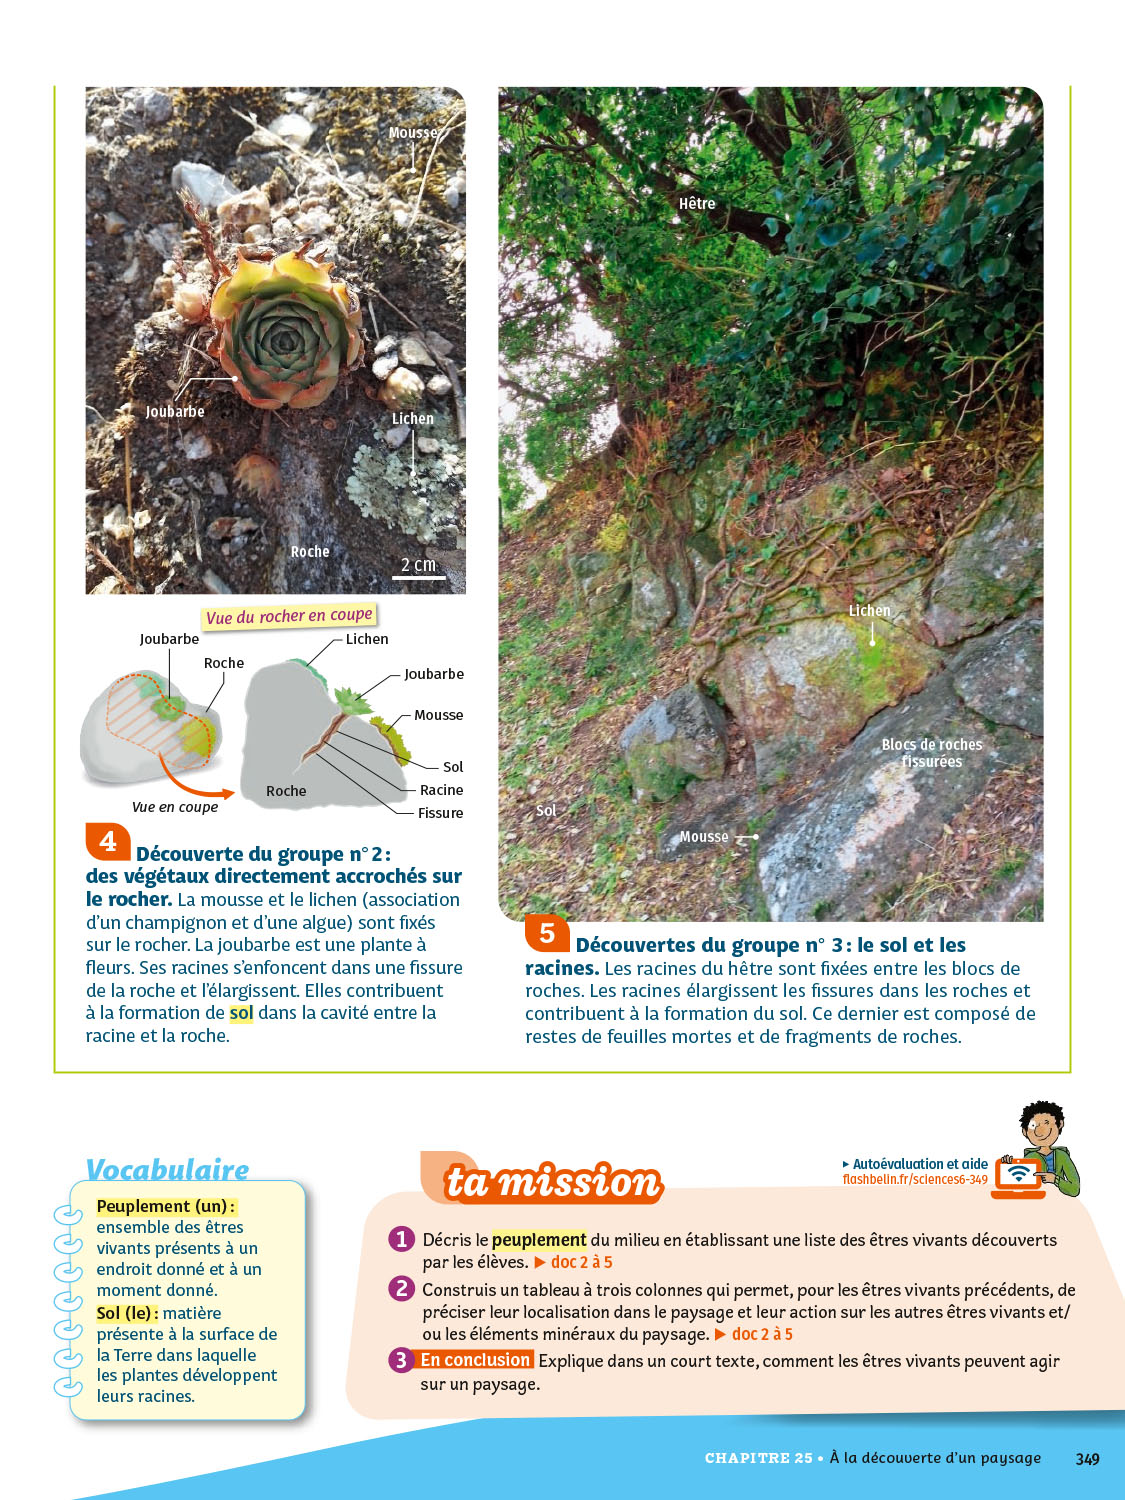 Mousse
Joubarbe
Lichen
Roche
2 cm
Vue du rocher en coupe
Joubarbe
Roche
Vue en coupe
Lichen
Joubarbe
Mousse
Sol
Racine
Fissure
Roche
4 Découverte du groupe n° 2 :
des végétaux directement accrochés sur
le rocher. La mousse et le lichen (association
d'un champignon et d'une algue) sont fixés
sur le rocher. La joubarbe est une plante à
fleurs. Ses racines s'enfoncent dans une fissure
de la roche et l'élargissent. Elles contribuent
à la formation de sol dans la cavité entre la
racine et la roche.
Hêtre
Lichen
Blocs de roches
fissurées
Sol
Mousse
5 Découvertes du groupe n° 3 : le sol et les
racines. Les racines du hêtre sont fixées entre les blocs de
roches. Les racines élargissent les fissures dans les roches et
contribuent à la formation du sol. Ce dernier est composé de
restes de feuilles mortes et de fragments de roches.
Vocabulaire
Peuplement (un) :
ensemble des êtres
vivants présents à un
endroit donné et à un
moment donné.
Sol (le) : matière
présente à la surface de
la Terre dans laquelle
les plantes développent
leurs racines.
ta mission
▸ Autoévaluation et aide
flashbelin.fr/sciences6-349
1 Décris le peuplement du milieu en établissant une liste des êtres vivants découverts
par les élèves. ▶ doc 2 à 5
2 Construis un tableau à trois colonnes qui permet, pour les êtres vivants précédents, de
préciser leur localisation dans le paysage et leur action sur les autres êtres vivants et/
ou les éléments minéraux du paysage. ▶ doc 2 à 5
3 En conclusion Explique dans un court texte, comment les êtres vivants peuvent agir
sur un paysage.
CHAPITRE 25 • À la découverte d'un paysage 349